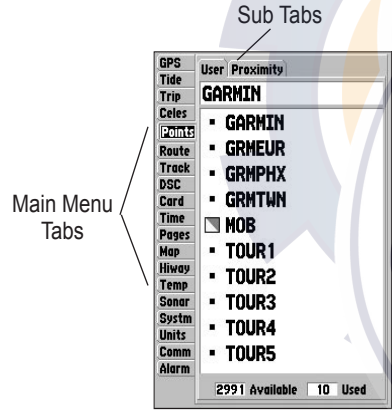 Sub Tabs
Main Menu
Tabs
GPS
Tide
Trip
Celes
Points
Route
Track
DSC
Card
Time
Pages
Map
Hiway
Temp
Sonar
Systm
Units
Comm
Alarm
User Proximity
GARMIN
GARMIN
GRMEUR
GRMPHX
GRMTWN
MOB
TOUR1
TOUR2
TOUR3
TOUR4
TOUR5
2991 Available 10 Used